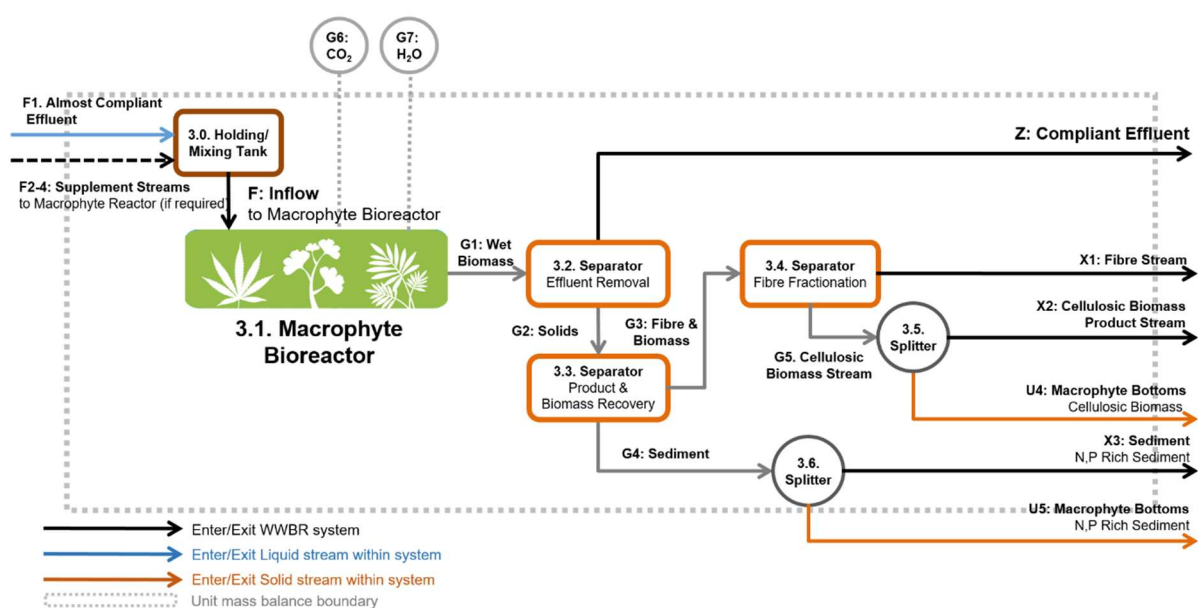 G6:
CO₂
G7:
H₂O
F1. Almost Compliant
Effluent
3.0. Holding/
Mixing Tank
Z: Compliant Effluent
F2-4: Supplement Streams
to Macrophyte Reactor (if required)
F: Inflow
to Macrophyte Bioreactor
G1: Wet
Biomass
3.2. Separator
Effluent Removal
3.4. Separator
Fibre Fractionation
X1: Fibre Stream
3.1. Macrophyte
Bioreactor
G2: Solids
G3: Fibre &
Biomass
X2: Cellulosic Biomass
Product Stream
3.5.
Splitter
G5. Cellulosic
Biomass Stream
3.3. Separator
Product &
Biomass Recovery
U4: Macrophyte Bottoms
Cellulosic Biomass
G4: Sediment
3.6.
Splitter
X3: Sediment
N,P Rich Sediment
U5: Macrophyte Bottoms
N,P Rich Sediment
Enter/Exit WWBR system
Enter/Exit Liquid stream within system
Enter/Exit Solid stream within system
Unit mass balance boundary